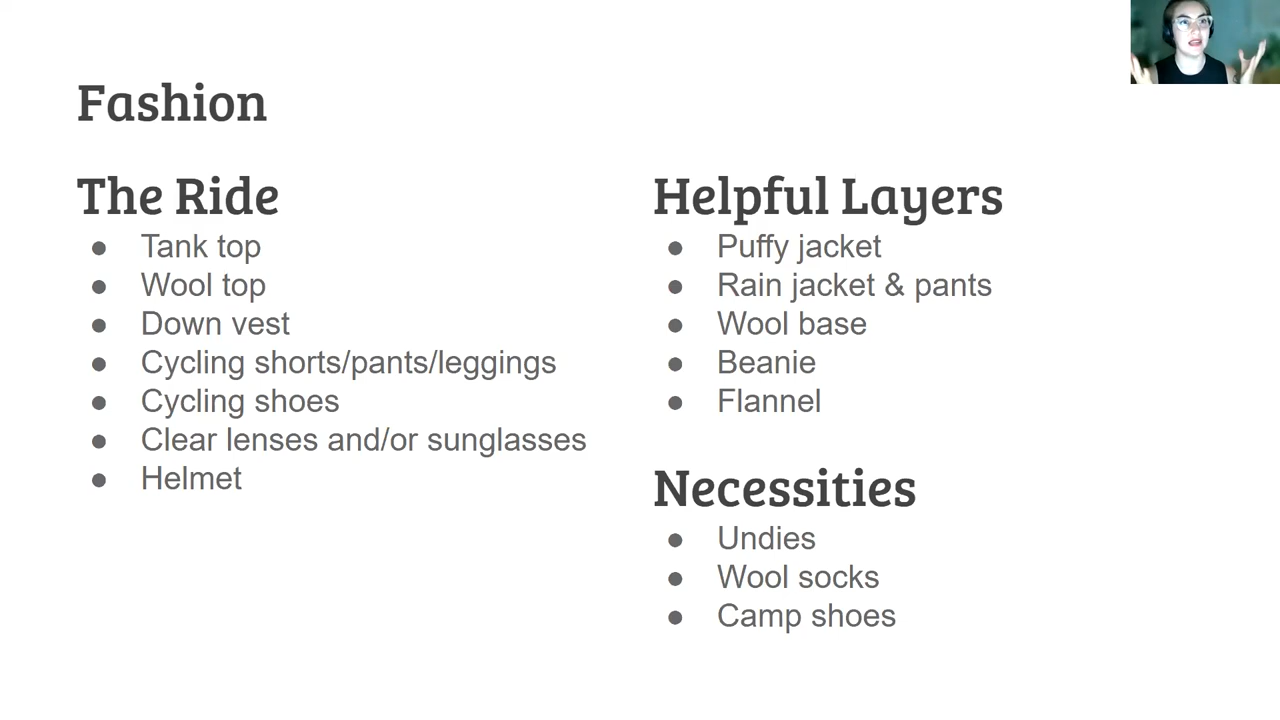 Fashion
The Ride
● Tank top
● Wool top
● Down vest
● Cycling shorts/pants/leggings
● Cycling shoes
● Clear lenses and/or sunglasses
● Helmet
Helpful Layers
● Puffy jacket
● Rain jacket & pants
● Wool base
● Beanie
● Flannel
Necessities
● Undies
● Wool socks
● Camp shoes